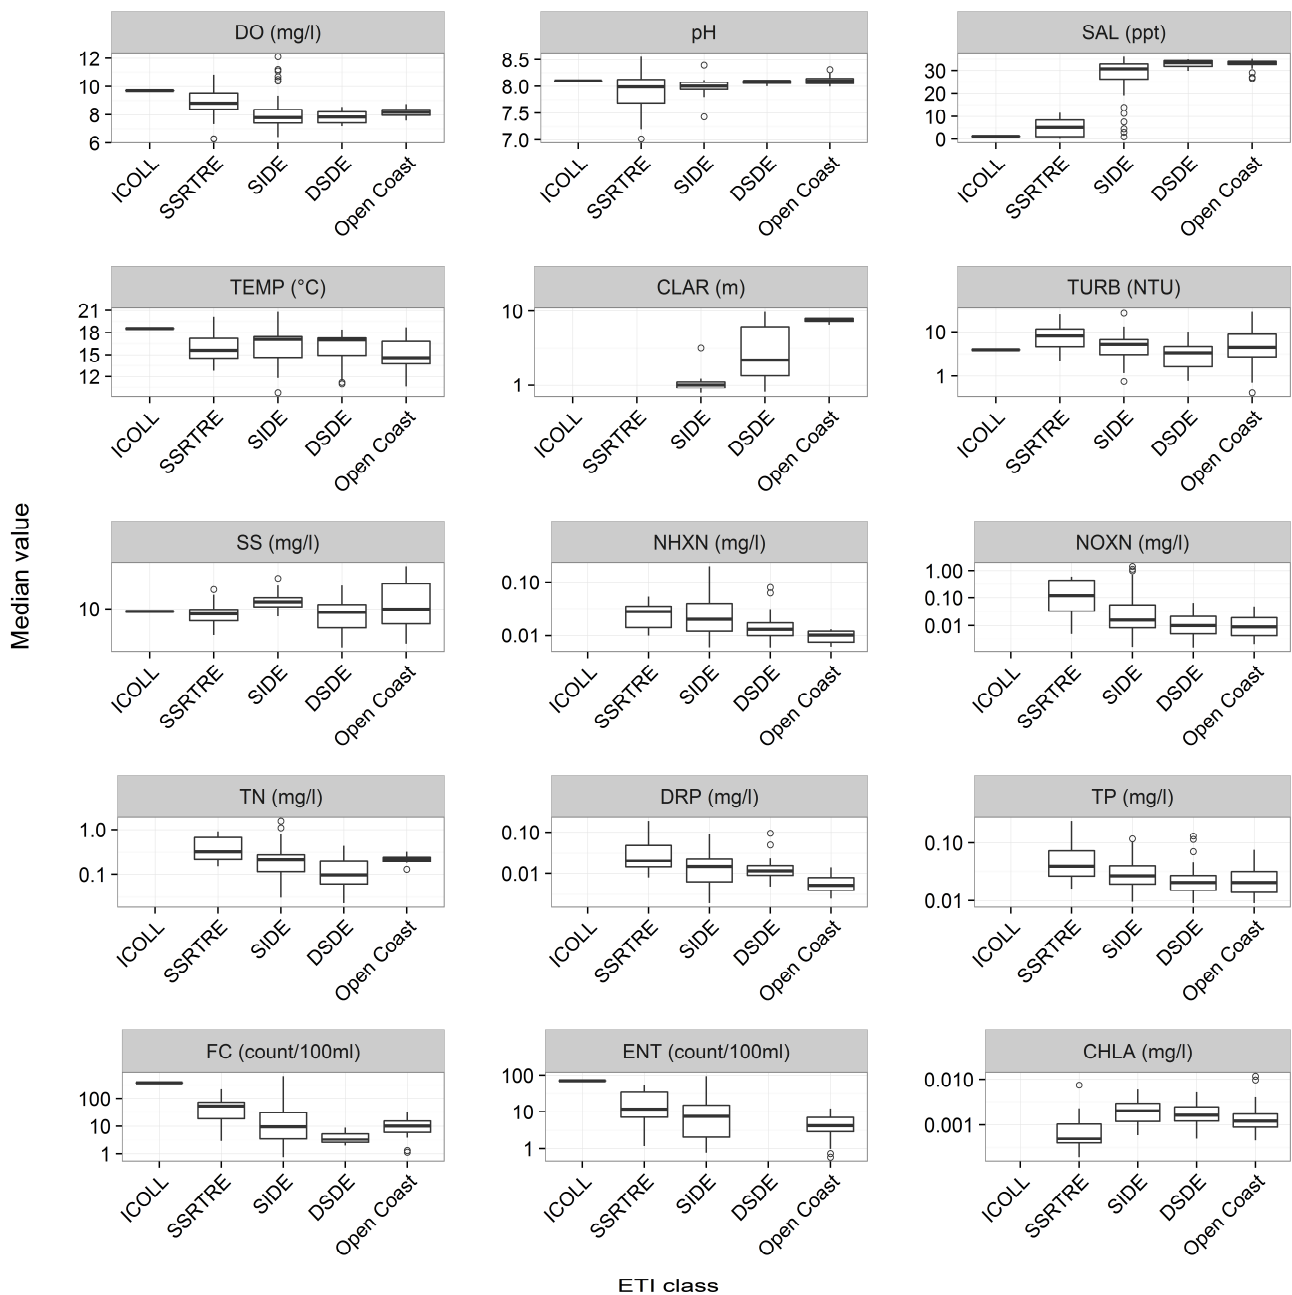 DO (mg/l)
pH
SAL (ppt)
12
10
8
6
8.5
8.0
7.5
7.0
30
20
10
0
ICOLL
SSRTRE
SIDE
DSDE
Open Coast
ICOLL
SSRTRE
SIDE
DSDE
Open Coast
ICOLL
SSRTRE
SIDE
DSDE
Open Coast
TEMP (°C)
CLAR (m)
TURB (NTU)
21
18
15
12
10
1
10
1
ICOLL
SSRTRE
SIDE
DSDE
Open Coast
ICOLL
SSRTRE
SIDE
DSDE
Open Coast
ICOLL
SSRTRE
SIDE
DSDE
Open Coast
Median value
SS (mg/l)
NHXN (mg/l)
NOXN (mg/l)
10
0.10
0.01
1.00
0.10
0.01
ICOLL
SSRTRE
SIDE
DSDE
Open Coast
ICOLL
SSRTRE
SIDE
DSDE
Open Coast
ICOLL
SSRTRE
SIDE
DSDE
Open Coast
TN (mg/l)
DRP (mg/l)
TP (mg/l)
1.0
0.1
0.10
0.01
0.10
0.01
ICOLL
SSRTRE
SIDE
DSDE
Open Coast
ICOLL
SSRTRE
SIDE
DSDE
Open Coast
ICOLL
SSRTRE
SIDE
DSDE
Open Coast
FC (count/100ml)
ENT (count/100ml)
CHLA (mg/l)
100
10
1
100
10
1
0.010
0.001
ICOLL
SSRTRE
SIDE
DSDE
Open Coast
ICOLL
SSRTRE
SIDE
DSDE
Open Coast
ICOLL
SSRTRE
SIDE
DSDE
Open Coast
ETI class